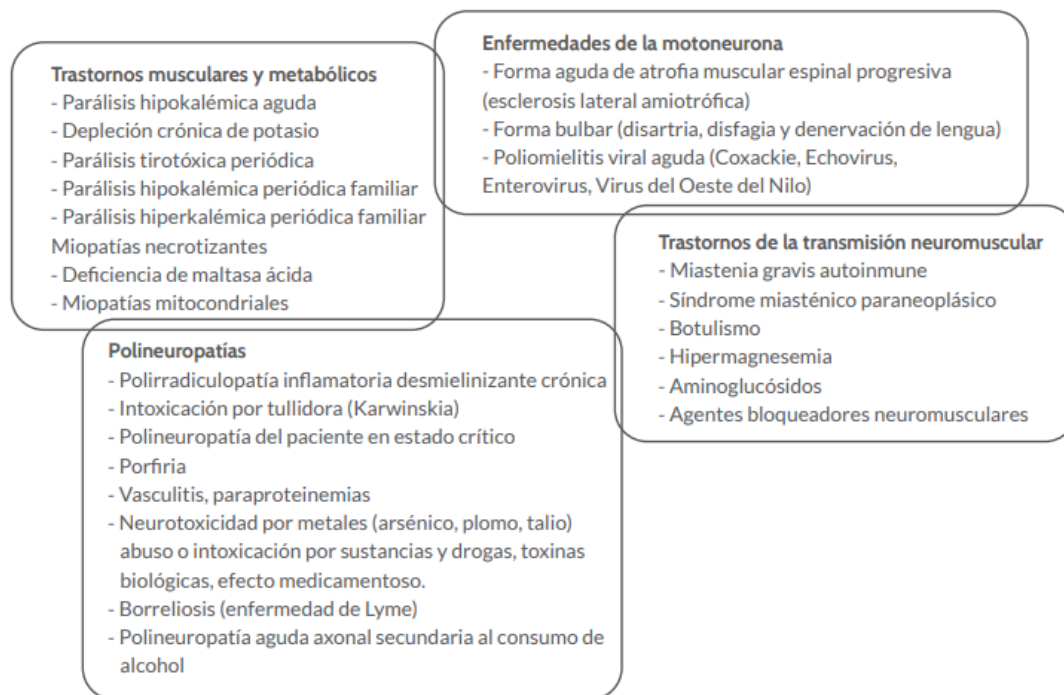 Trastornos musculares y metabólicos
- Parálisis hipokalémica aguda
- Depleción crónica de potasio
- Parálisis tirotóxica periódica
- Parálisis hipokalémica periódica familiar
- Parálisis hiperkalémica periódica familiar
Miopatías necrotizantes
- Deficiencia de maltasa ácida
- Miopatías mitocondriales
Enfermedades de la motoneurona
- Forma aguda de atrofia muscular espinal progresiva
(esclerosis lateral amiotrófica)
- Forma bulbar (disartria, disfagia y denervación de lengua)
- Poliomielitis viral aguda (Coxackie, Echovirus,
Enterovirus, Virus del Oeste del Nilo)
Trastornos de la transmisión neuromuscular
- Miastenia gravis autoinmune
- Síndrome miasténico paraneoplásico
- Botulismo
- Hipermagnesemia
- Aminoglucósidos
- Agentes bloqueadores neuromusculares
Polineuropatías
- Polirradiculopatía inflamatoria desmielinizante crónica
- Intoxicación por tullidora (Karwinskia)
- Polineuropatía del paciente en estado crítico
- Porfiria
- Vasculitis, paraproteinemias
- Neurotoxicidad por metales (arsénico, plomo, talio)
abuso o intoxicación por sustancias y drogas, toxinas
biológicas, efecto medicamentoso.
- Borreliosis (enfermedad de Lyme)
- Polineuropatía aguda axonal secundaria al consumo de
alcohol